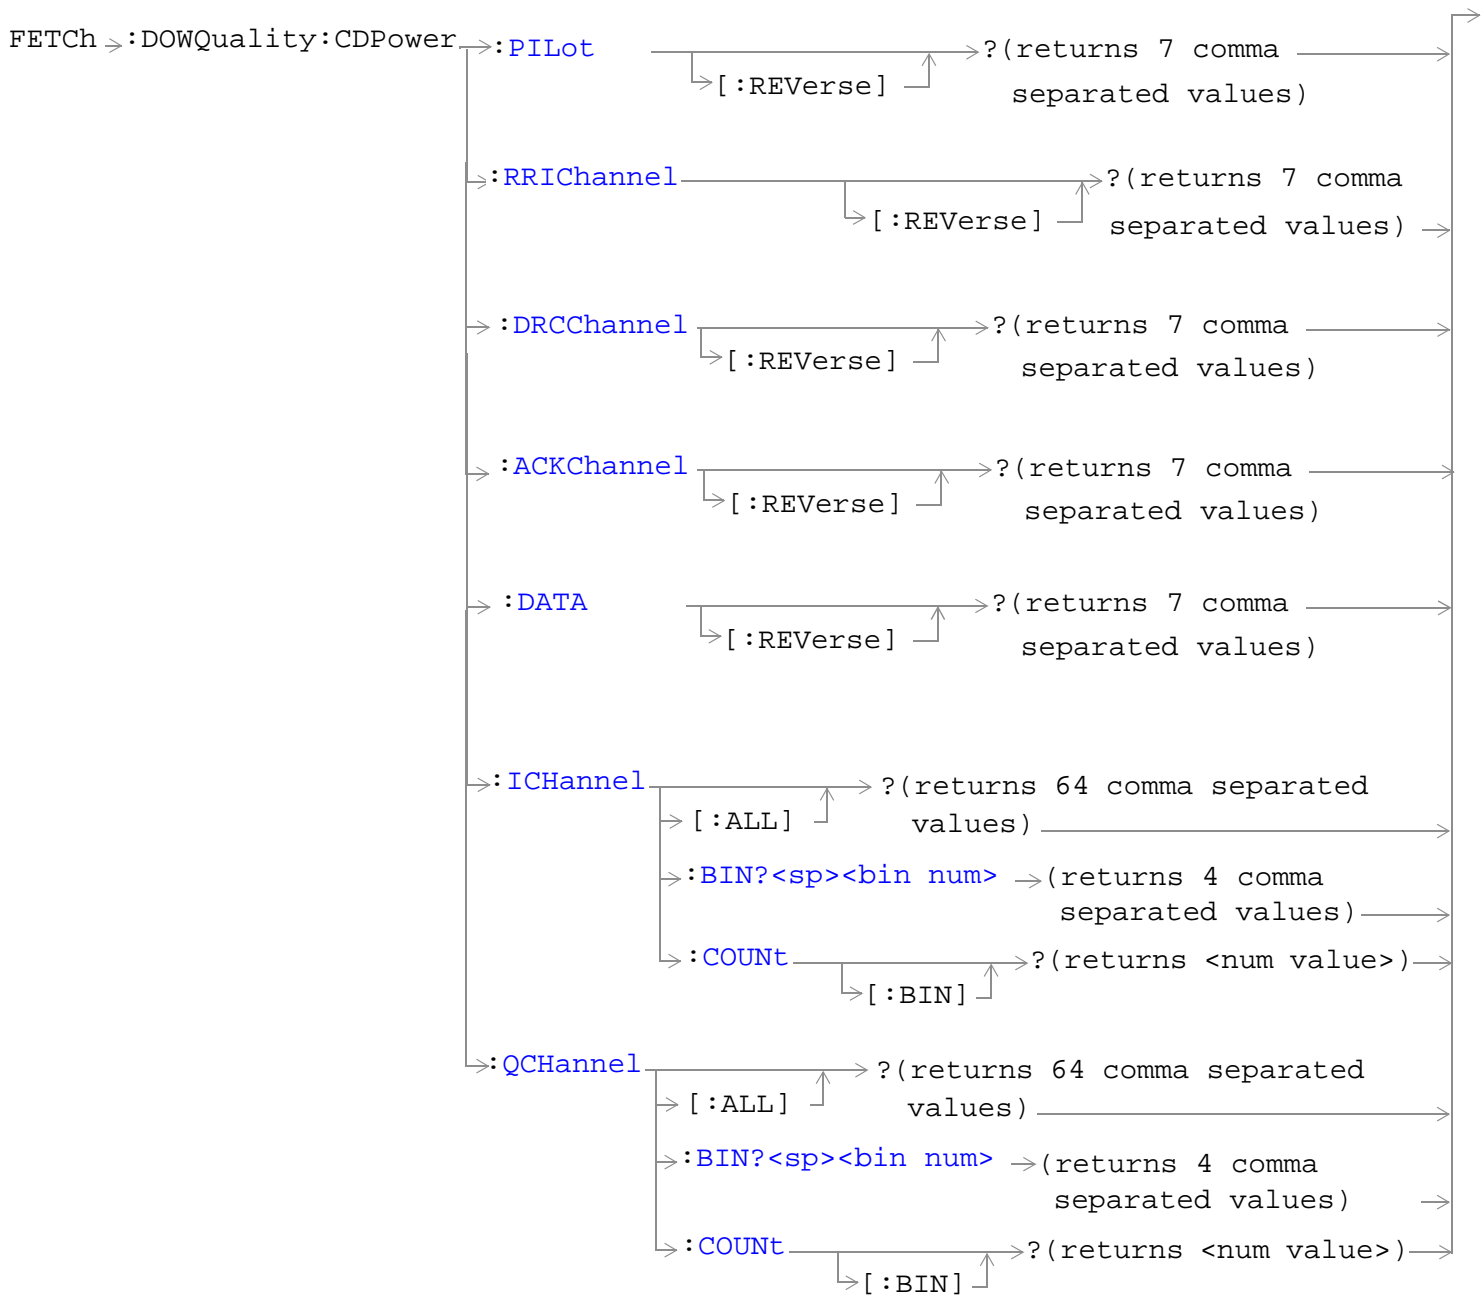 FETCh :DOWQuality:CDPower :PILot ?(returns 7 comma
[:REVerse] separated values)
:RRIChannel ?(returns 7 comma
[:REVerse] separated values)
:DRCChannel ?(returns 7 comma
[:REVerse] separated values)
:ACKChannel ?(returns 7 comma
[:REVerse] separated values)
:DATA ?(returns 7 comma
[:REVerse] separated values)
:ICHannel ?(returns 64 comma separated
[:ALL] values)
:BIN?<sp><bin num> (returns 4 comma
separated values)
:COUNt ?(returns <num value>)
[:BIN]
:QCHannel ?(returns 64 comma separated
[:ALL] values)
:BIN?<sp><bin num> (returns 4 comma
separated values)
:COUNt ?(returns <num value>)
[:BIN]